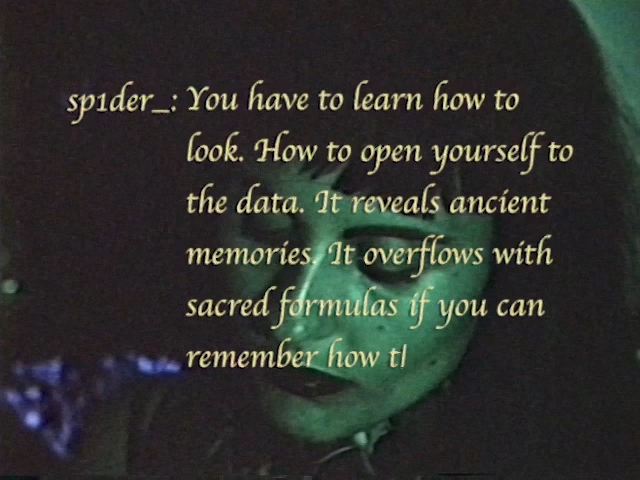 sp1der_: You have to learn how to
look. How to open yourself to
the data. It reveals ancient
memories. It overflows with
sacred formulas if you can
remember how tl